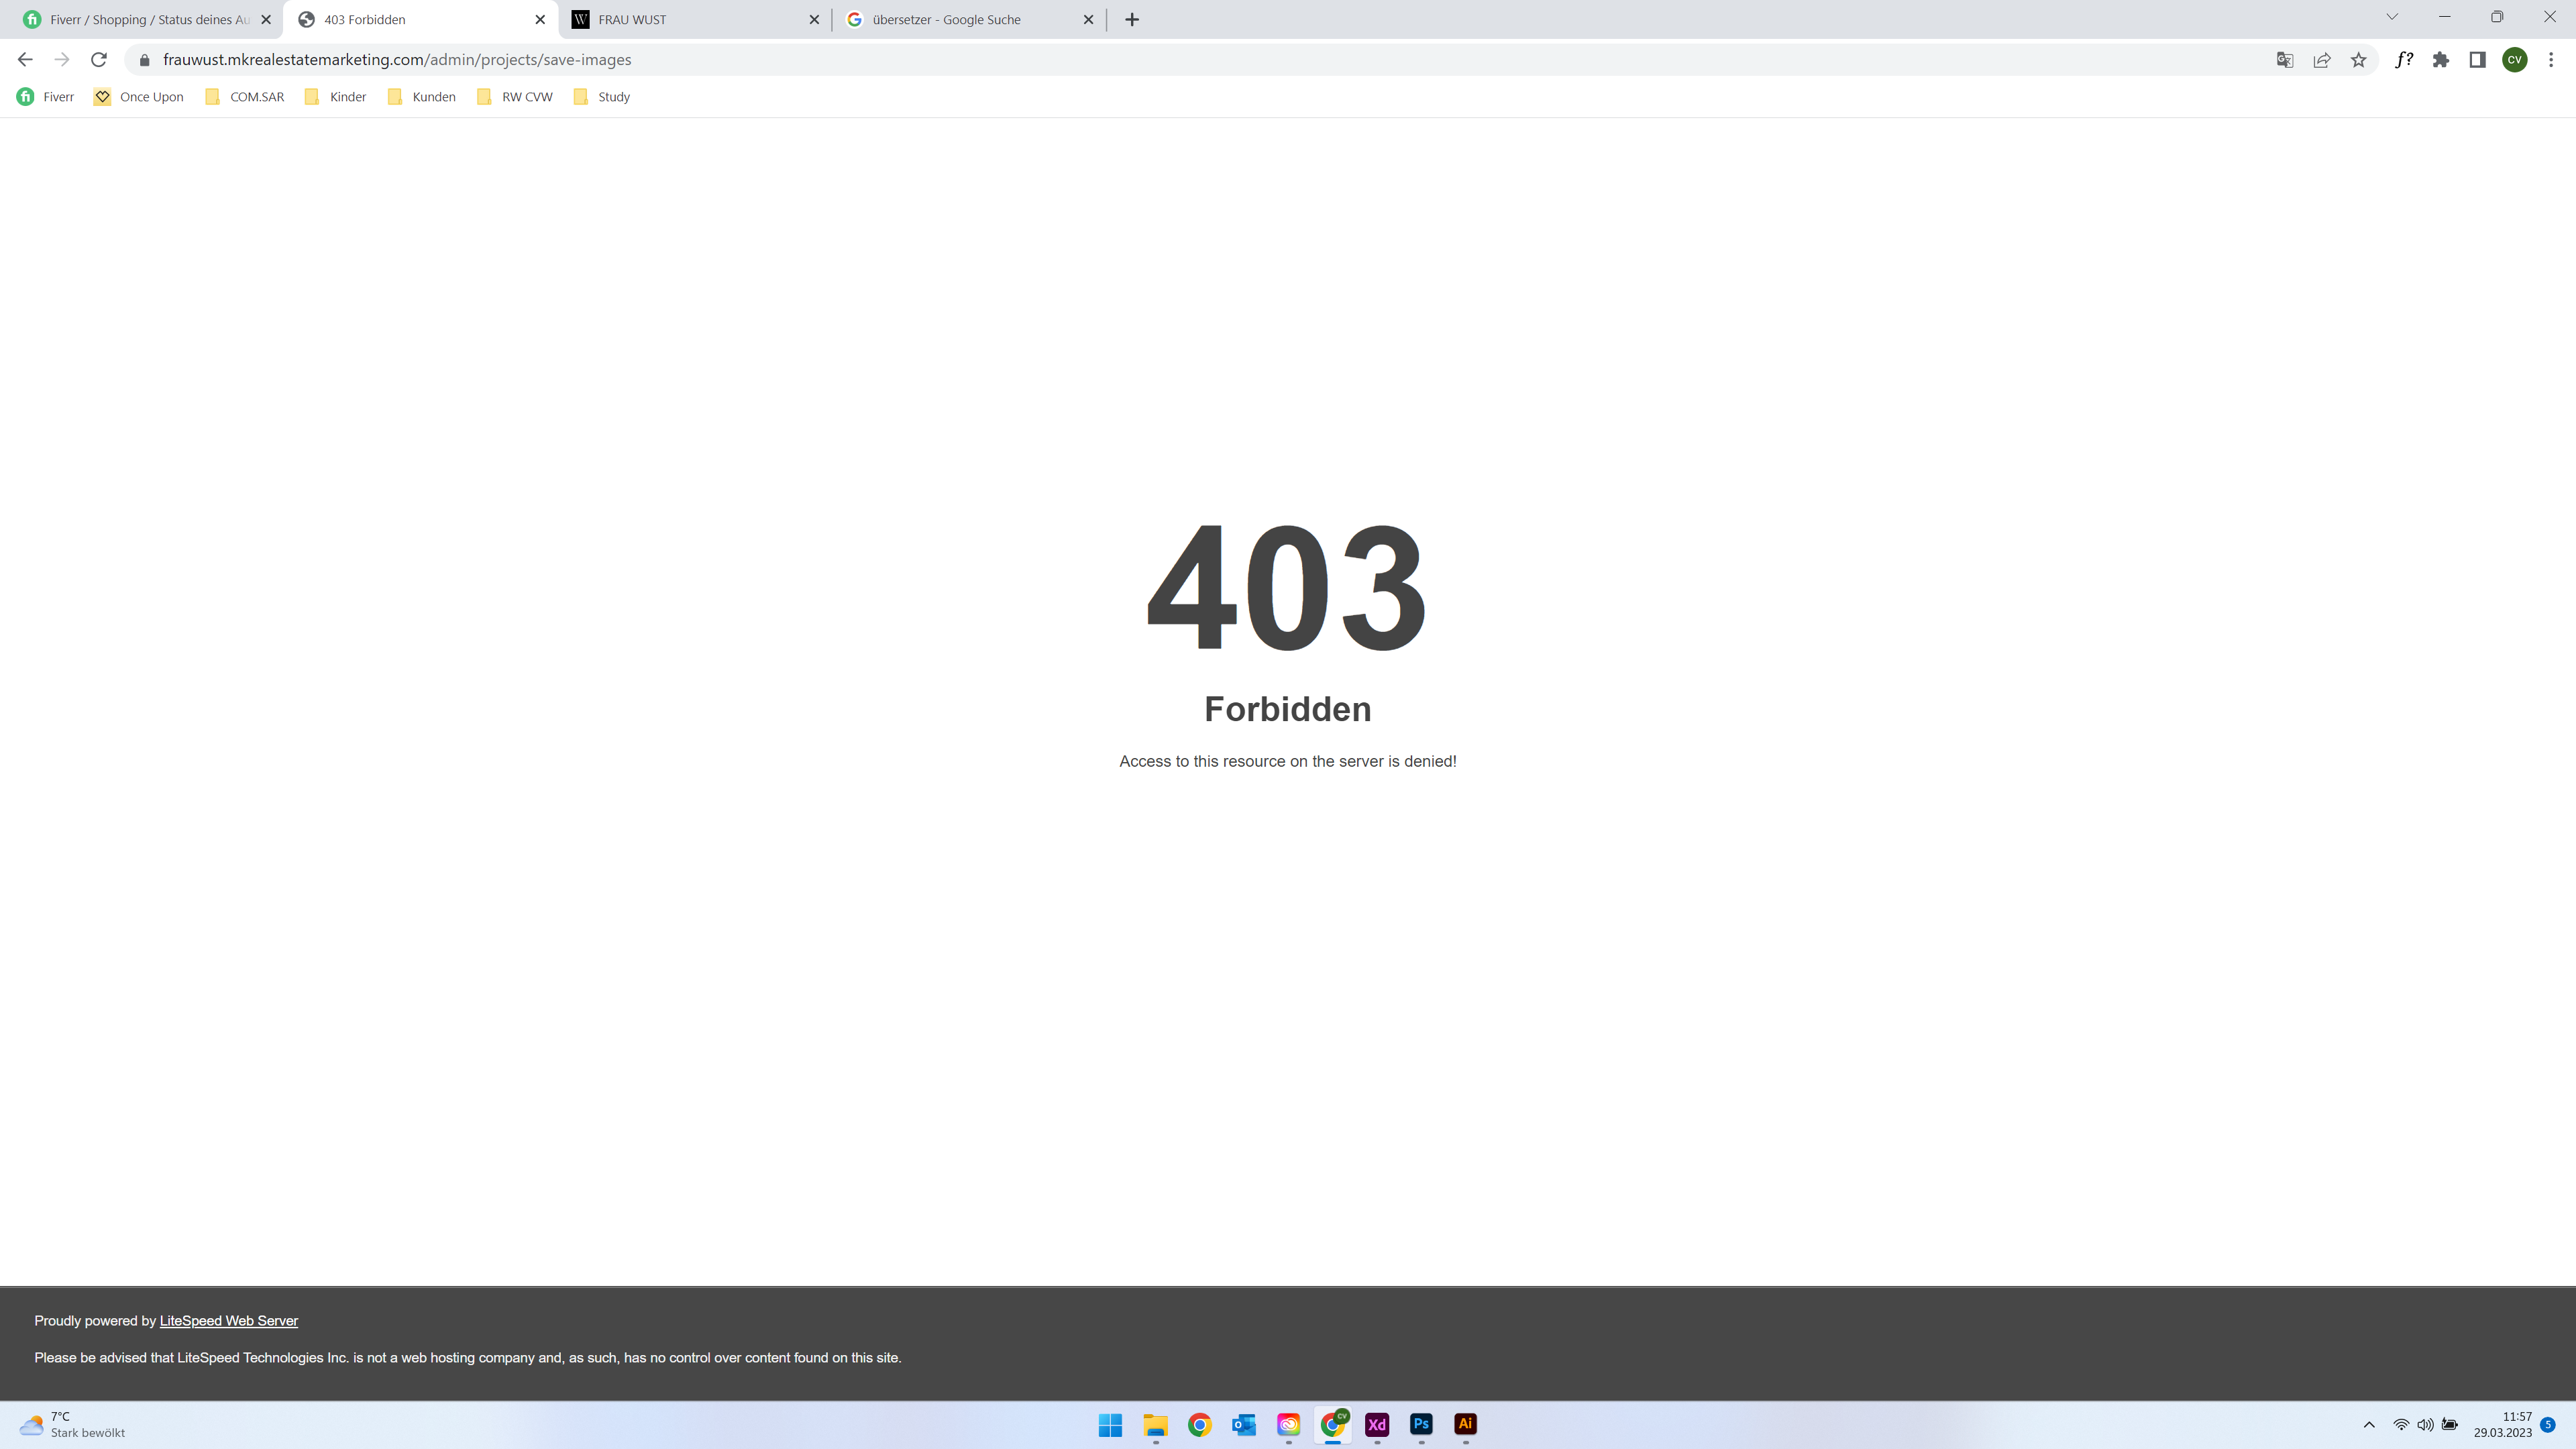 Fiverr / Shopping / Status deines Au
403 Forbidden
FRAU WUST
übersetzer - Google Suche
frauwust.mkrealestatemarketing.com/admin/projects/save-images
f?
CV
Fiverr
Once Upon
COM.SAR
Kinder
Kunden
RW CVW
Study
403
Forbidden
Access to this resource on the server is denied!
Proudly powered by LiteSpeed Web Server
Please be advised that LiteSpeed Technologies Inc. is not a web hosting company and, as such, has no control over content found on this site.
7°C
Stark bewölkt
CV
Xd
Ps
Ai
11:57
29.03.2023
5